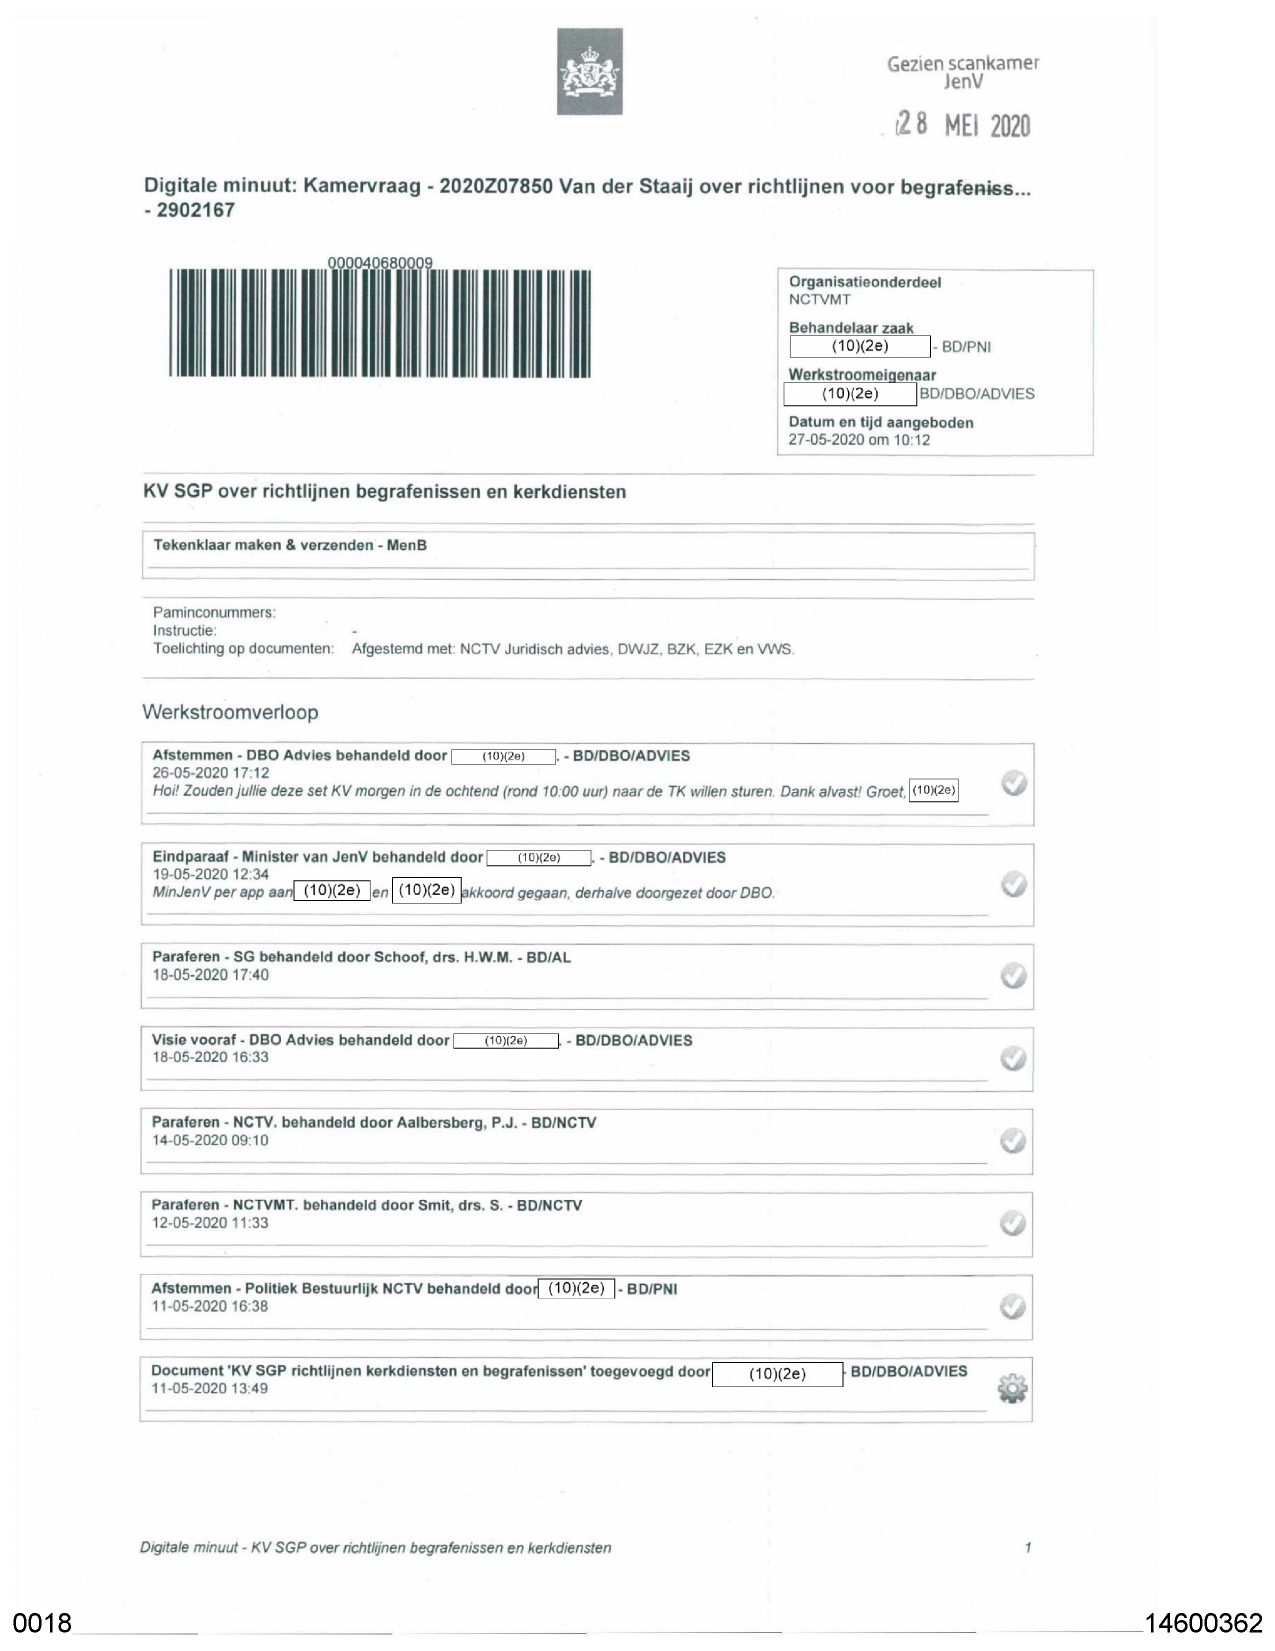 Gezien scankamer
JenV
28 MEI 2020
Digitale minuut: Kamervraag - 2020Z07850 Van der Staaij over richtlijnen voor begrafeniss...
- 2902167
000040680009
Organisatieonderdeel
NCTVMT
Behandelaar zaak
(10)(2e) - BD/PNI
Werkstroomeigenaar
(10)(2e) BD/DBO/ADVIES
Datum en tijd aangeboden
27-05-2020 om 10:12
KV SGP over richtlijnen begrafenissen en kerkdiensten
Tekenklaar maken & verzenden - MenB
Paminconummers:
Instructie: -
Toelichting op documenten: Afgestemd met: NCTV Juridisch advies, DWJZ, BZK, EZK en VWS.
Werkstroomverloop
Afstemmen - DBO Advies behandeld door (10)(2e) . - BD/DBO/ADVIES
26-05-2020 17:12
Hoi! Zouden jullie deze set KV morgen in de ochtend (rond 10:00 uur) naar de TK willen sturen. Dank alvast! Groet, (10)(2e)
Eindparaaf - Minister van JenV behandeld door (10)(2e) . - BD/DBO/ADVIES
19-05-2020 12:34
MinJenV per app aan (10)(2e) en (10)(2e) akkoord gegaan, derhalve doorgezet door DBO.
Paraferen - SG behandeld door Schoof, drs. H.W.M. - BD/AL
18-05-2020 17:40
Visie vooraf - DBO Advies behandeld door (10)(2e) . - BD/DBO/ADVIES
18-05-2020 16:33
Paraferen - NCTV. behandeld door Aalbersberg, P.J. - BD/NCTV
14-05-2020 09:10
Paraferen - NCTVMT. behandeld door Smit, drs. S. - BD/NCTV
12-05-2020 11:33
Afstemmen - Politiek Bestuurlijk NCTV behandeld door (10)(2e) - BD/PNI
11-05-2020 16:38
Document 'KV SGP richtlijnen kerkdiensten en begrafenissen' toegevoegd door (10)(2e) - BD/DBO/ADVIES
11-05-2020 13:49
Digitale minuut - KV SGP over richtlijnen begrafenissen en kerkdiensten 1
0018 14600362